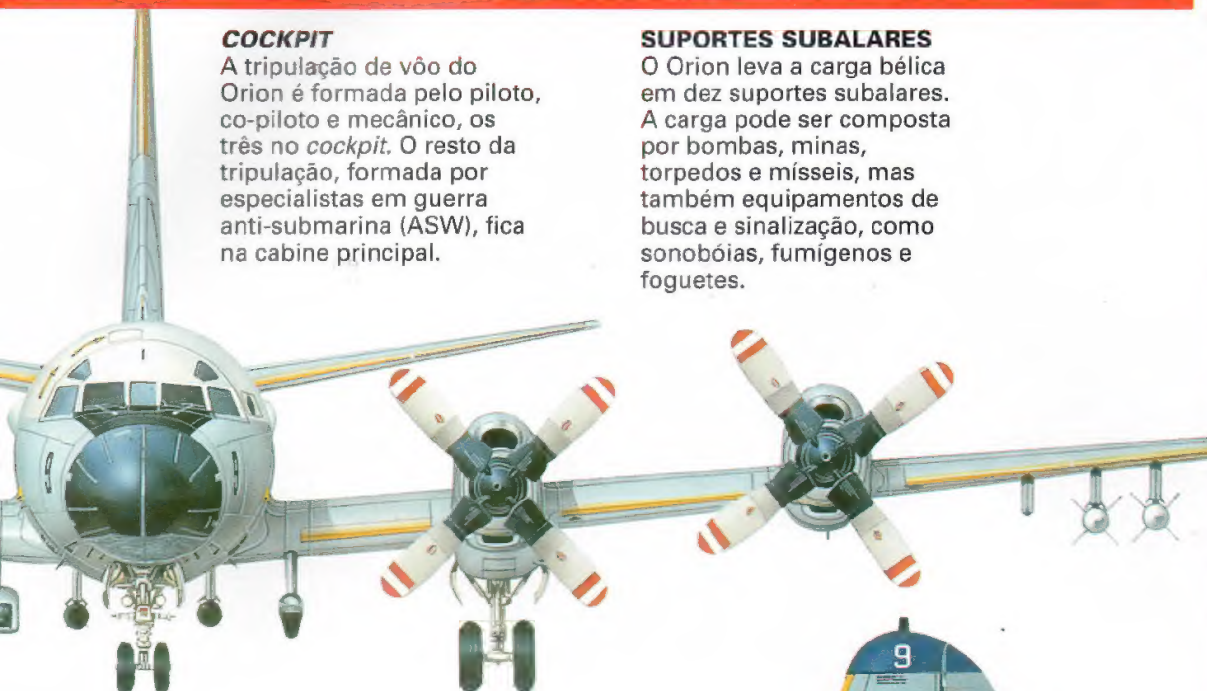 COCKPIT
A tripulação de vôo do
Orion é formada pelo piloto,
co-piloto e mecânico, os
três no cockpit. O resto da
tripulação, formada por
especialistas em guerra
anti-submarina (ASW), fica
na cabine principal.
SUPORTES SUBALARES
O Orion leva a carga bélica
em dez suportes subalares.
A carga pode ser composta
por bombas, minas,
torpedos e mísseis, mas
também equipamentos de
busca e sinalização, como
sonobóias, fumígenos e
foguetes.
9